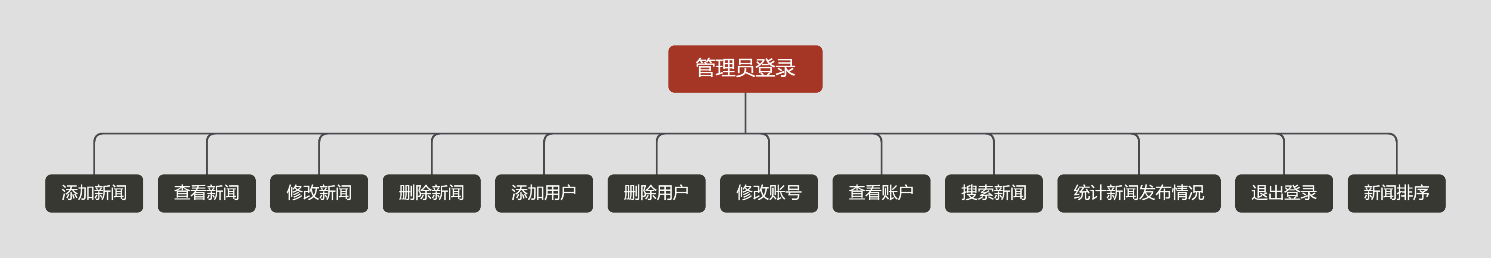 管理员登录
添加新闻
查看新闻
修改新闻
删除新闻
添加用户
删除用户
修改账号
查看账户
搜索新闻
统计新闻发布情况
退出登录
新闻排序